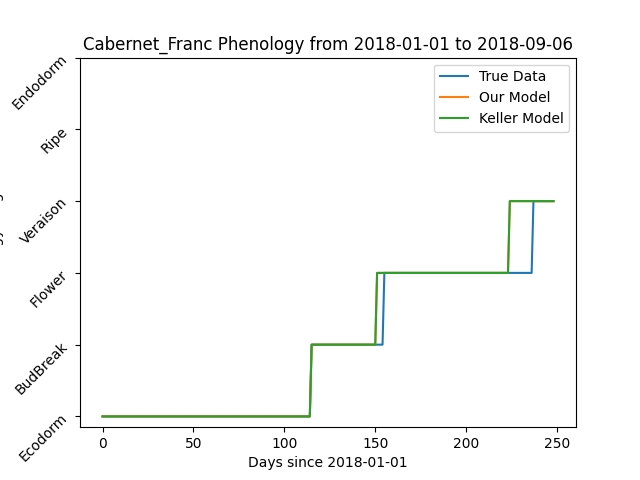 Cabernet_Franc Phenology from 2018-01-01 to 2018-09-06
True Data
Our Model
Keller Model
Endodorm
Ripe
Veraison
Flower
BudBreak
Ecodorm
0 50 100 150 200 250
Days since 2018-01-01